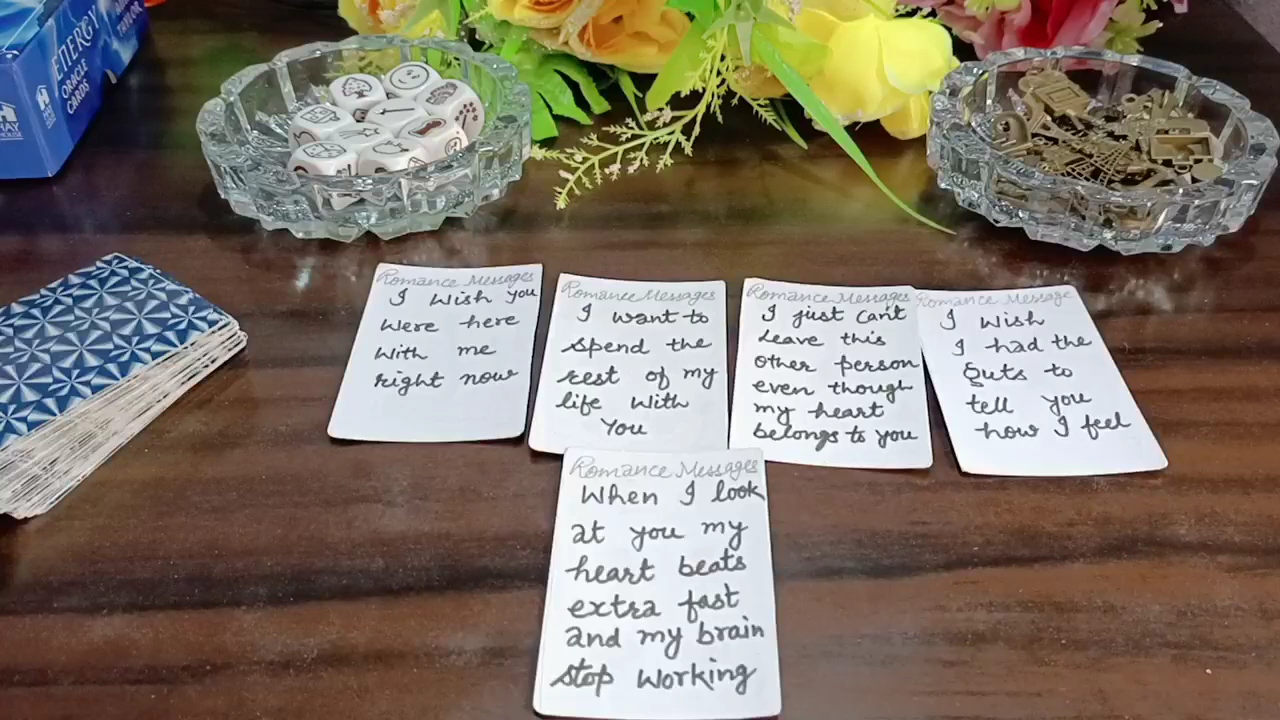 ENERGY
ORACLE
CARDS
HAY
HOUSE
Romance Messages
I Wish you
Were here
With me
right now
Romance Messages
I want to
Spend the
rest of my
life With
You
Romance Messages
I just Can't
Leave this
other person
even though
my heart
belongs to you
Romance Message
I Wish
I had the
guts to
tell you
how I feel
Romance Messages
When I look
at you my
heart beats
extra fast
and my brain
stop Working